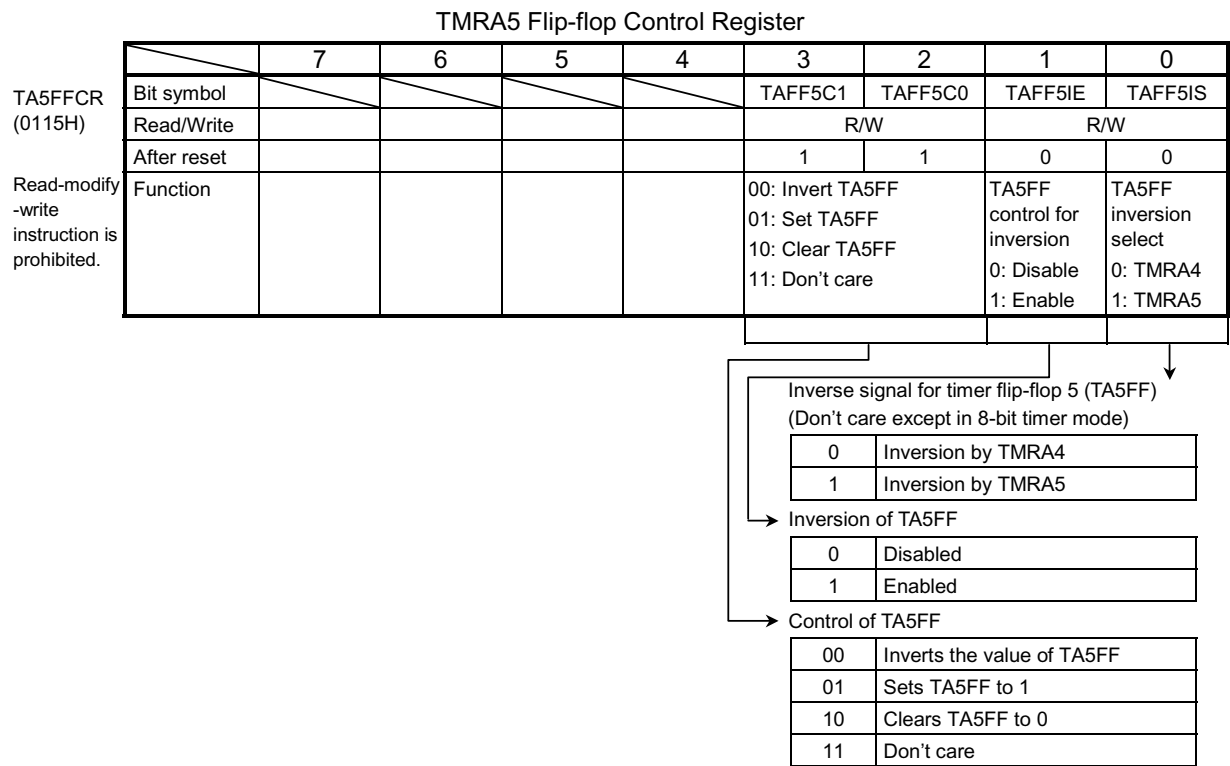 TMRA5 Flip-flop Control Register
7 6 5 4 3 2 1 0
TA5FFCR
(0115H)
Bit symbol TAFF5C1 TAFF5C0 TAFF5IE TAFF5IS
Read/Write R/W R/W
After reset 1 1 0 0
Read-modify
-write
instruction is
prohibited.
Function
00: Invert TA5FF
01: Set TA5FF
10: Clear TA5FF
11: Don't care
TA5FF
control for
inversion
0: Disable
1: Enable
TA5FF
inversion
select
0: TMRA4
1: TMRA5
Inverse signal for timer flip-flop 5 (TA5FF)
(Don't care except in 8-bit timer mode)
0 Inversion by TMRA4
1 Inversion by TMRA5
Inversion of TA5FF
0 Disabled
1 Enabled
Control of TA5FF
00 Inverts the value of TA5FF
01 Sets TA5FF to 1
10 Clears TA5FF to 0
11 Don't care